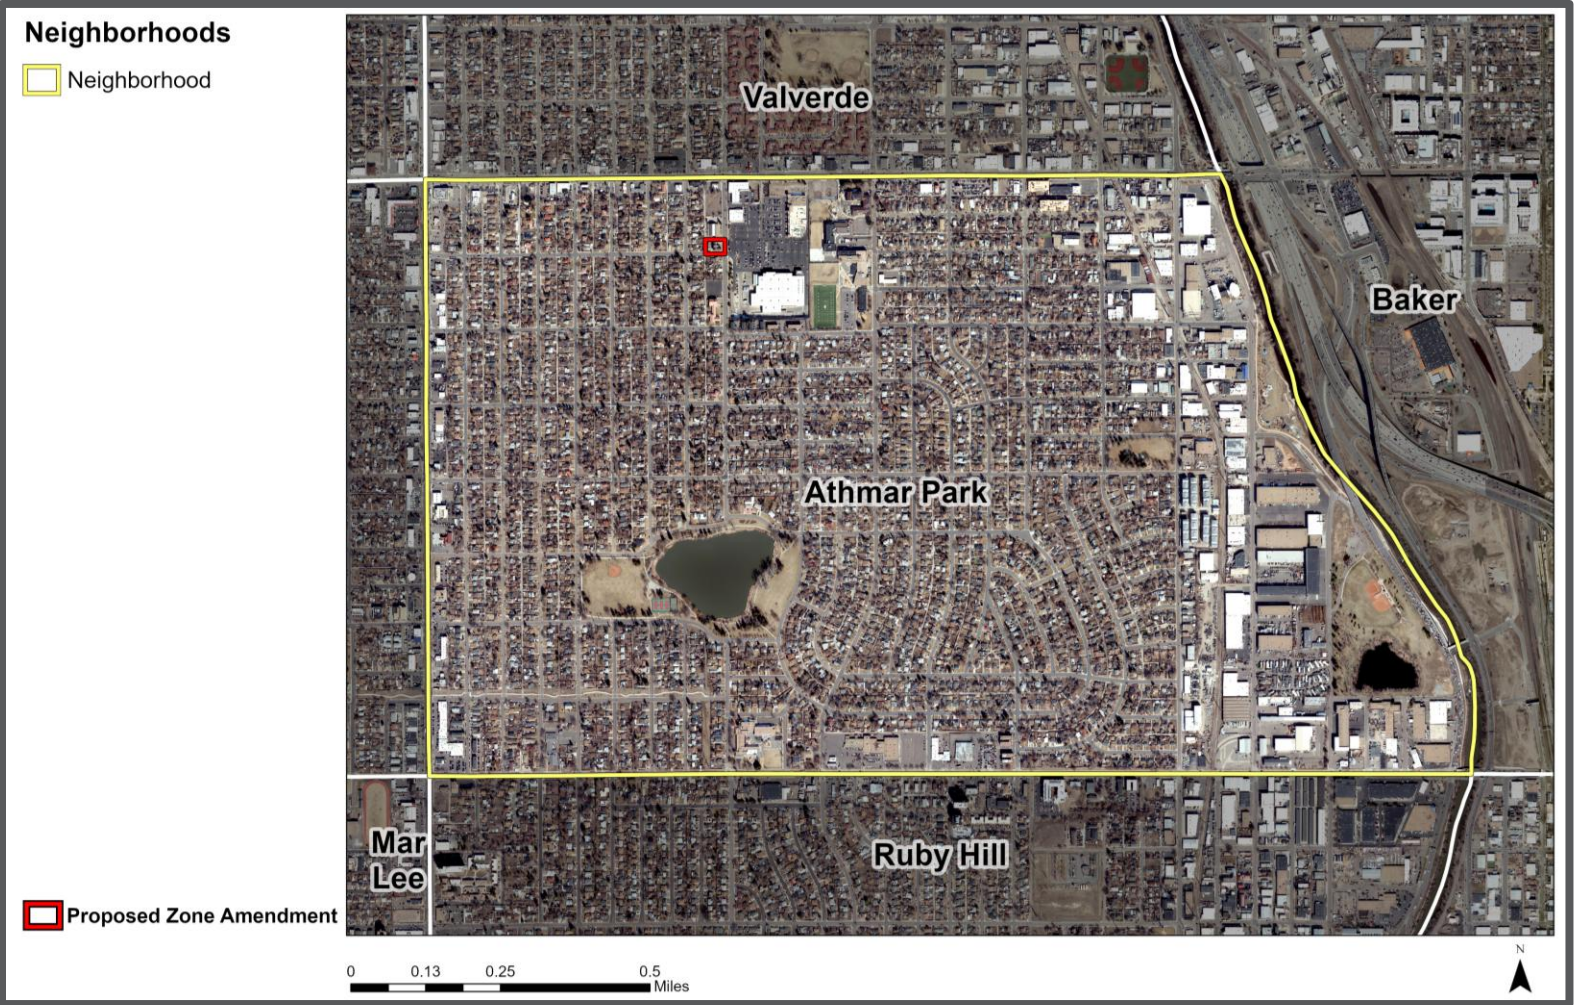 Neighborhoods
Neighborhood
Valverde
Baker
Athmar Park
Mar
Lee
Ruby Hill
Proposed Zone Amendment
0 0.13 0.25 0.5
Miles
N